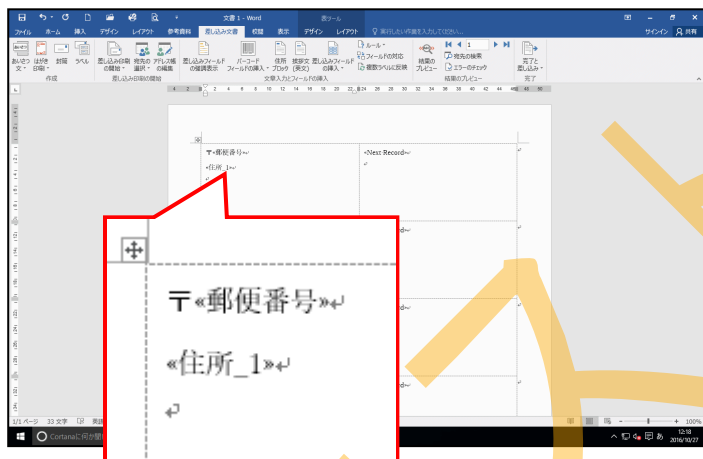 文書 1 - Word
表ツール
ファイル ホーム 挿入 デザイン レイアウト 参考資料 差し込み文書 校閲 表示 デザイン レイアウト 実行したい作業を入力してください... サインイン 共有
あいさつ文 はがき印刷 封筒 ラベル 差し込み印刷の開始 宛先の選択 アドレス帳の編集 差し込みフィールドの強調表示 バーコードフィールドの挿入 住所ブロック 挨拶文(英文) 差し込みフィールドの挿入 ルール フィールドの対応 複数ラベルに反映 結果のプレビュー 1 宛先の検索 エラーのチェック 完了と差し込み
作成 差し込み印刷の開始 文章入力とフィールドの挿入 結果のプレビュー 完了
〒«郵便番号»
«Next Record»
«住所_1»
〒«郵便番号»
«住所_1»
1/1 ページ 33 文字
100%
Cortanaに何か聞
12:18
2016/10/27